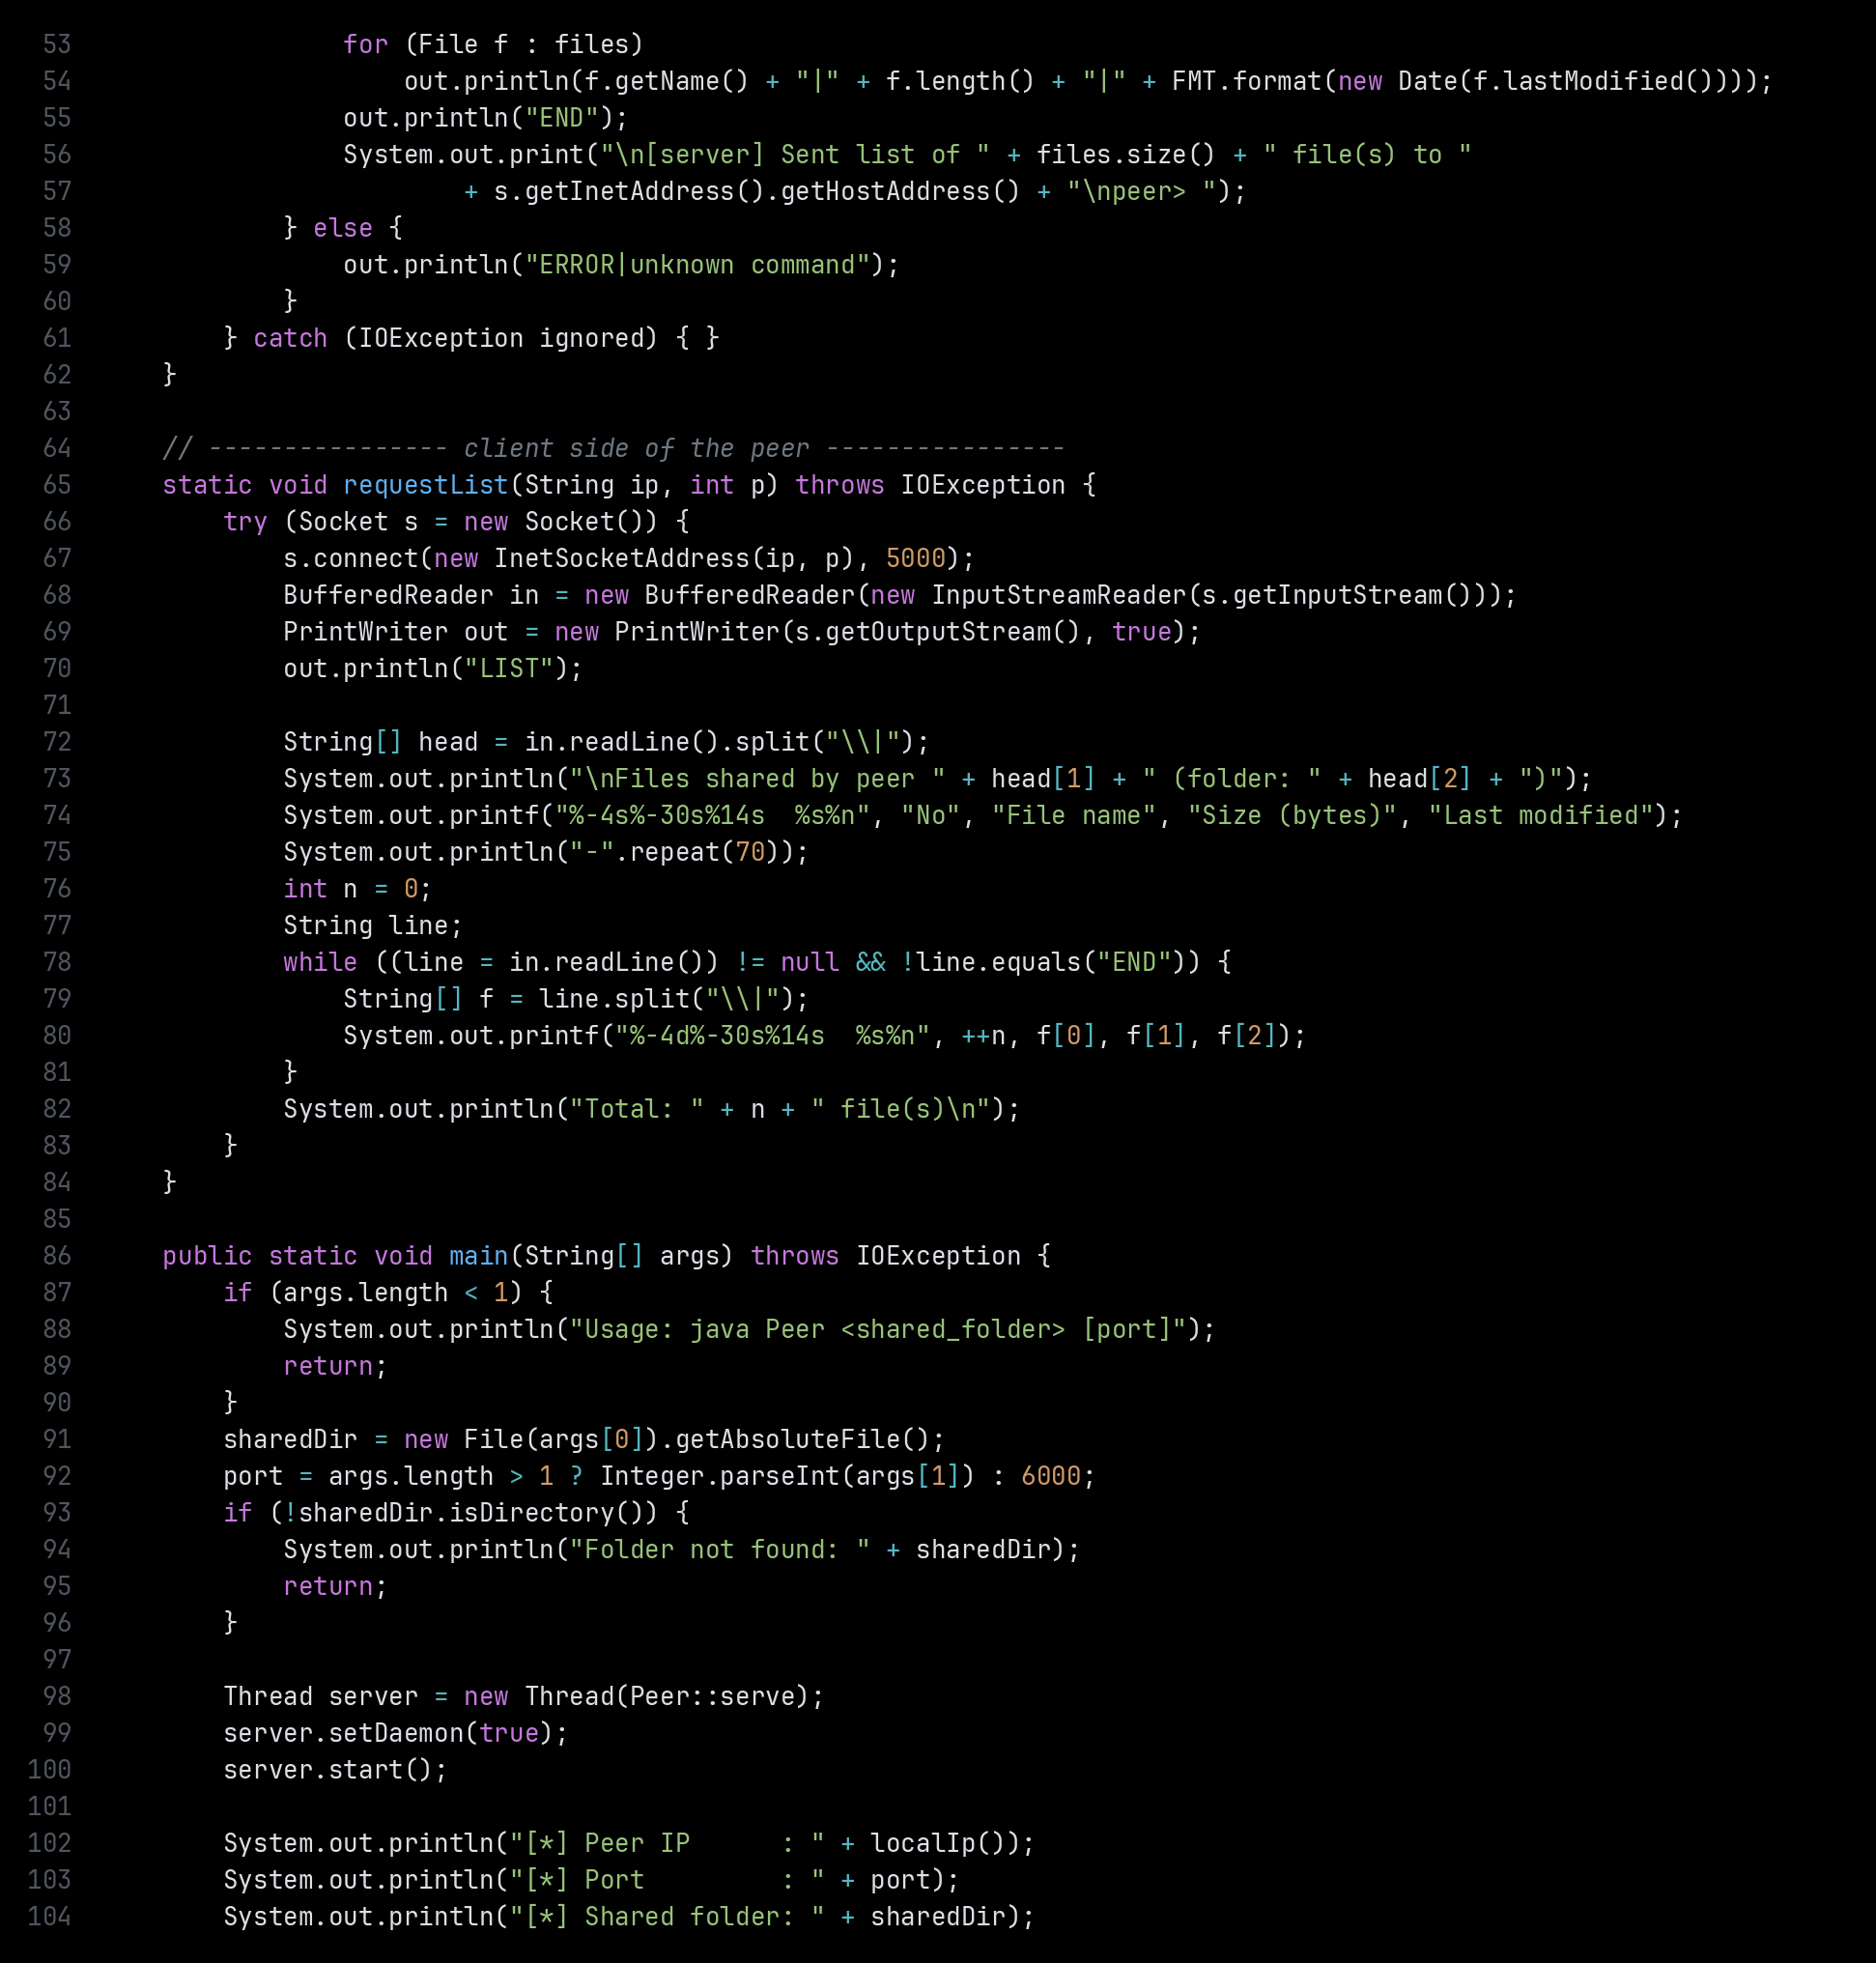 53                  for (File f : files)
54                      out.println(f.getName() + "|" + f.length() + "|" + FMT.format(new Date(f.lastModified())));
55                  out.println("END");
56                  System.out.print("\n[server] Sent list of " + files.size() + " file(s) to "
57                          + s.getInetAddress().getHostAddress() + "\npeer> ");
58              } else {
59                  out.println("ERROR|unknown command");
60              }
61          } catch (IOException ignored) { }
62      }
63
64      // ---------------- client side of the peer ----------------
65      static void requestList(String ip, int p) throws IOException {
66          try (Socket s = new Socket()) {
67              s.connect(new InetSocketAddress(ip, p), 5000);
68              BufferedReader in = new BufferedReader(new InputStreamReader(s.getInputStream()));
69              PrintWriter out = new PrintWriter(s.getOutputStream(), true);
70              out.println("LIST");
71
72              String[] head = in.readLine().split("\\|");
73              System.out.println("\nFiles shared by peer " + head[1] + " (folder: " + head[2] + ")");
74              System.out.printf("%-4s%-30s%14s  %s%n", "No", "File name", "Size (bytes)", "Last modified");
75              System.out.println("-".repeat(70));
76              int n = 0;
77              String line;
78              while ((line = in.readLine()) != null && !line.equals("END")) {
79                  String[] f = line.split("\\|");
80                  System.out.printf("%-4d%-30s%14s  %s%n", ++n, f[0], f[1], f[2]);
81              }
82              System.out.println("Total: " + n + " file(s)\n");
83          }
84      }
85
86      public static void main(String[] args) throws IOException {
87          if (args.length < 1) {
88              System.out.println("Usage: java Peer <shared_folder> [port]");
89              return;
90          }
91          sharedDir = new File(args[0]).getAbsoluteFile();
92          port = args.length > 1 ? Integer.parseInt(args[1]) : 6000;
93          if (!sharedDir.isDirectory()) {
94              System.out.println("Folder not found: " + sharedDir);
95              return;
96          }
97
98          Thread server = new Thread(Peer::serve);
99          server.setDaemon(true);
100         server.start();
101
102         System.out.println("[*] Peer IP      : " + localIp());
103         System.out.println("[*] Port         : " + port);
104         System.out.println("[*] Shared folder: " + sharedDir);